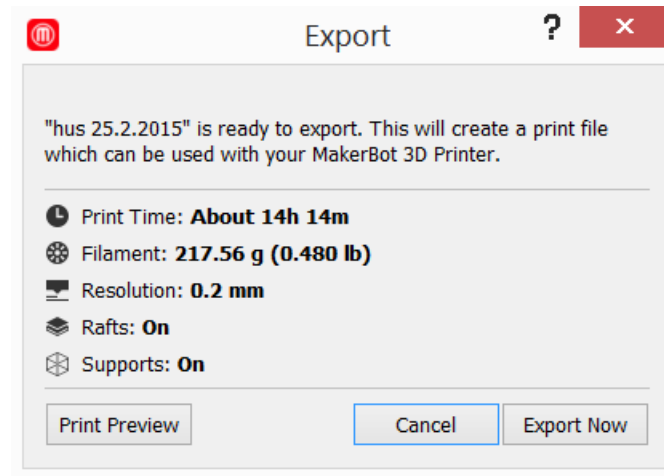 Export
?
x
"hus 25.2.2015" is ready to export. This will create a print file
which can be used with your MakerBot 3D Printer.
Print Time: About 14h 14m
Filament: 217.56 g (0.480 lb)
Resolution: 0.2 mm
Rafts: On
Supports: On
Print Preview
Cancel
Export Now